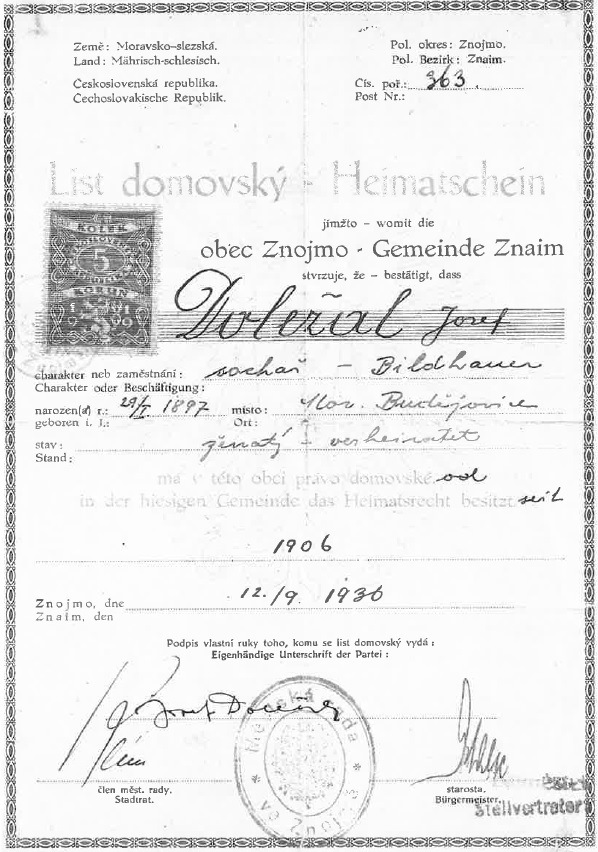 Země: Moravsko-slezská.
Land: Mährisch-schlesisch.
Československá republika.
Čechoslovakische Republik.
Pol. okres: Znojmo.
Pol. Bezirk: Znaim.
Čís. poř.: 363.
Post Nr.:
List domovský - Heimatschein
KOLEK
5
KORUN
jímžto - womit die
obec Znojmo - Gemeinde Znaim
stvrzuje, že - bestätigt, dass
Doležal Josef
charakter neb zaměstnání: sochař - Bildhauer
Charakter oder Beschäftigung:
narozen(a) r.: 29/I 1897 místo: Mor. Budějovice
geboren i. J.: Ort:
stav: ženatý - verheiratet
Stand:
má v této obci právo domovské od
in der hiesigen Gemeinde das Heimatsrecht besitzt seit
1906
Znojmo, dne 12./9. 1936
Znaim, den
Podpis vlastní ruky toho, komu se list domovský vydá:
Eigenhändige Unterschrift der Partei:
Josef Doležal
člen měst. rady.
Stadtrat.
starosta.
Bürgermeister.
Stellvertreter